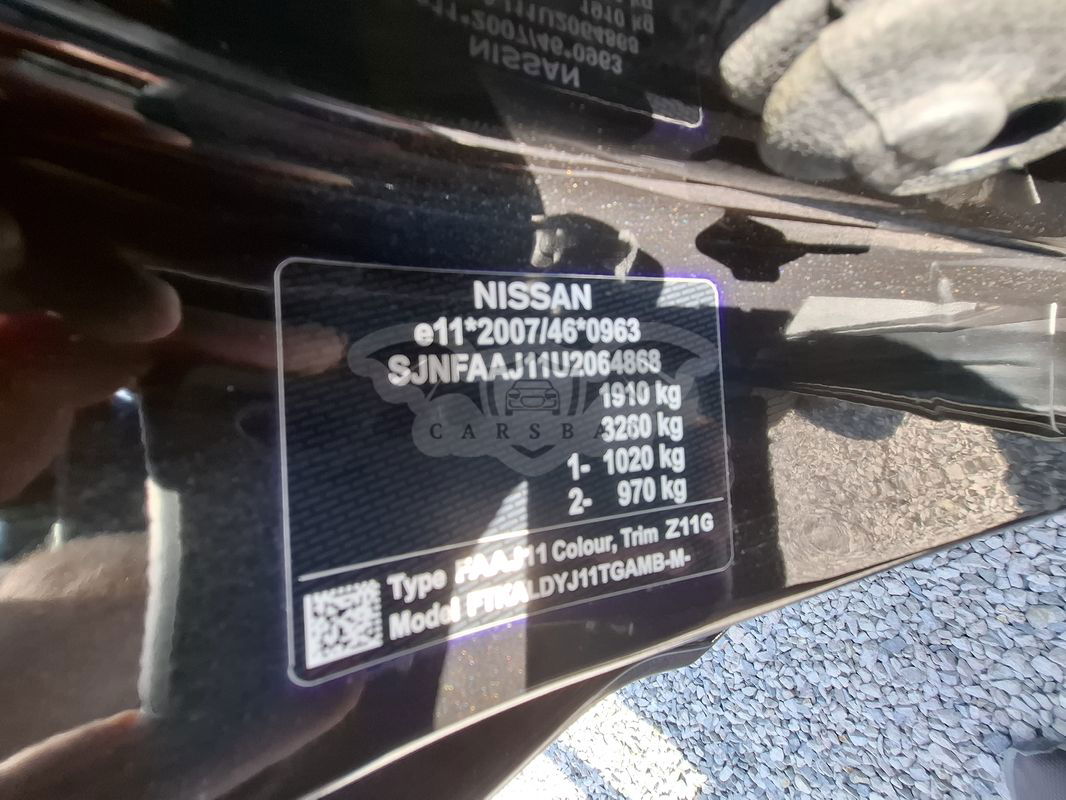 NISSAN
e11*2007/46*0963
SJNFAAJ11U2064868
1910 kg
3260 kg
1- 1020 kg
2- 970 kg
Type FAAJ11 Colour, Trim Z11G
Model FTKALDYJ11TGAMB-M-